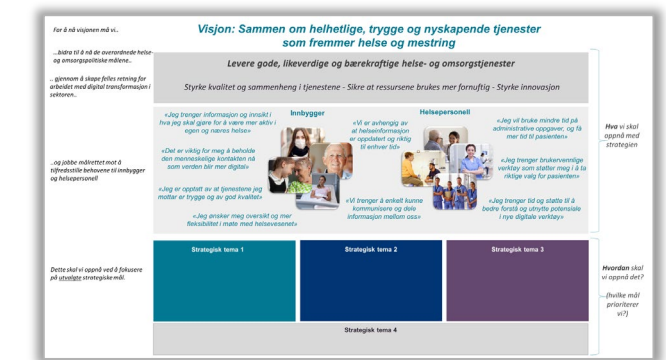 For å nå visjonen må vi..
Visjon: Sammen om helhetlige, trygge og nyskapende tjenester
som fremmer helse og mestring
...bidra til å nå de overordnede helse-
og omsorgspolitiske målene..
Levere gode, likeverdige og bærekraftige helse- og omsorgstjenester
.. gjennom å skape felles retning for
arbeidet med digital transformasjon i
sektoren..
Styrke kvalitet og sammenheng i tjenestene - Sikre at ressursene brukes mer fornuftig - Styrke innovasjon
..og jobbe målrettet mot å
tilfredsstille behovene til innbygger
og helsepersonell
Innbygger
«Jeg trenger informasjon og innsikt i
hva jeg skal gjøre for å være mer aktiv i
egen og næres helse»
«Det er viktig for meg å beholde
den menneskelige kontakten nå
som verden blir mer digital»
«Jeg er opptatt av at tjenestene jeg
mottar er trygge og av god kvalitet»
«Jeg ønsker meg oversikt og mer
fleksibilitet i møte med helsevesenet»
Helsepersonell
«Vi er avhengig av
at helseinformasjon
er oppdatert og riktig
til enhver tid»
«Vi trenger å enkelt kunne
kommunisere og dele
informasjon mellom oss»
«Jeg vil bruke mindre tid på
administrative oppgaver, og få
mer tid til pasienten»
«Jeg trenger brukervennlige
verktøy som støtter meg i å ta
riktige valg for pasienten»
«Jeg trenger tid og støtte til å
bedre forstå og utnytte potensiale
i nye digitale verktøy»
Hva vi skal
oppnå med
strategien
Dette skal vi oppnå ved å fokusere
på utvalgte strategiske mål.
Strategisk tema 1
Strategisk tema 2
Strategisk tema 3
Strategisk tema 4
Hvordan skal
vi oppnå det?
...(hvilke mål
prioriterer
vi?)